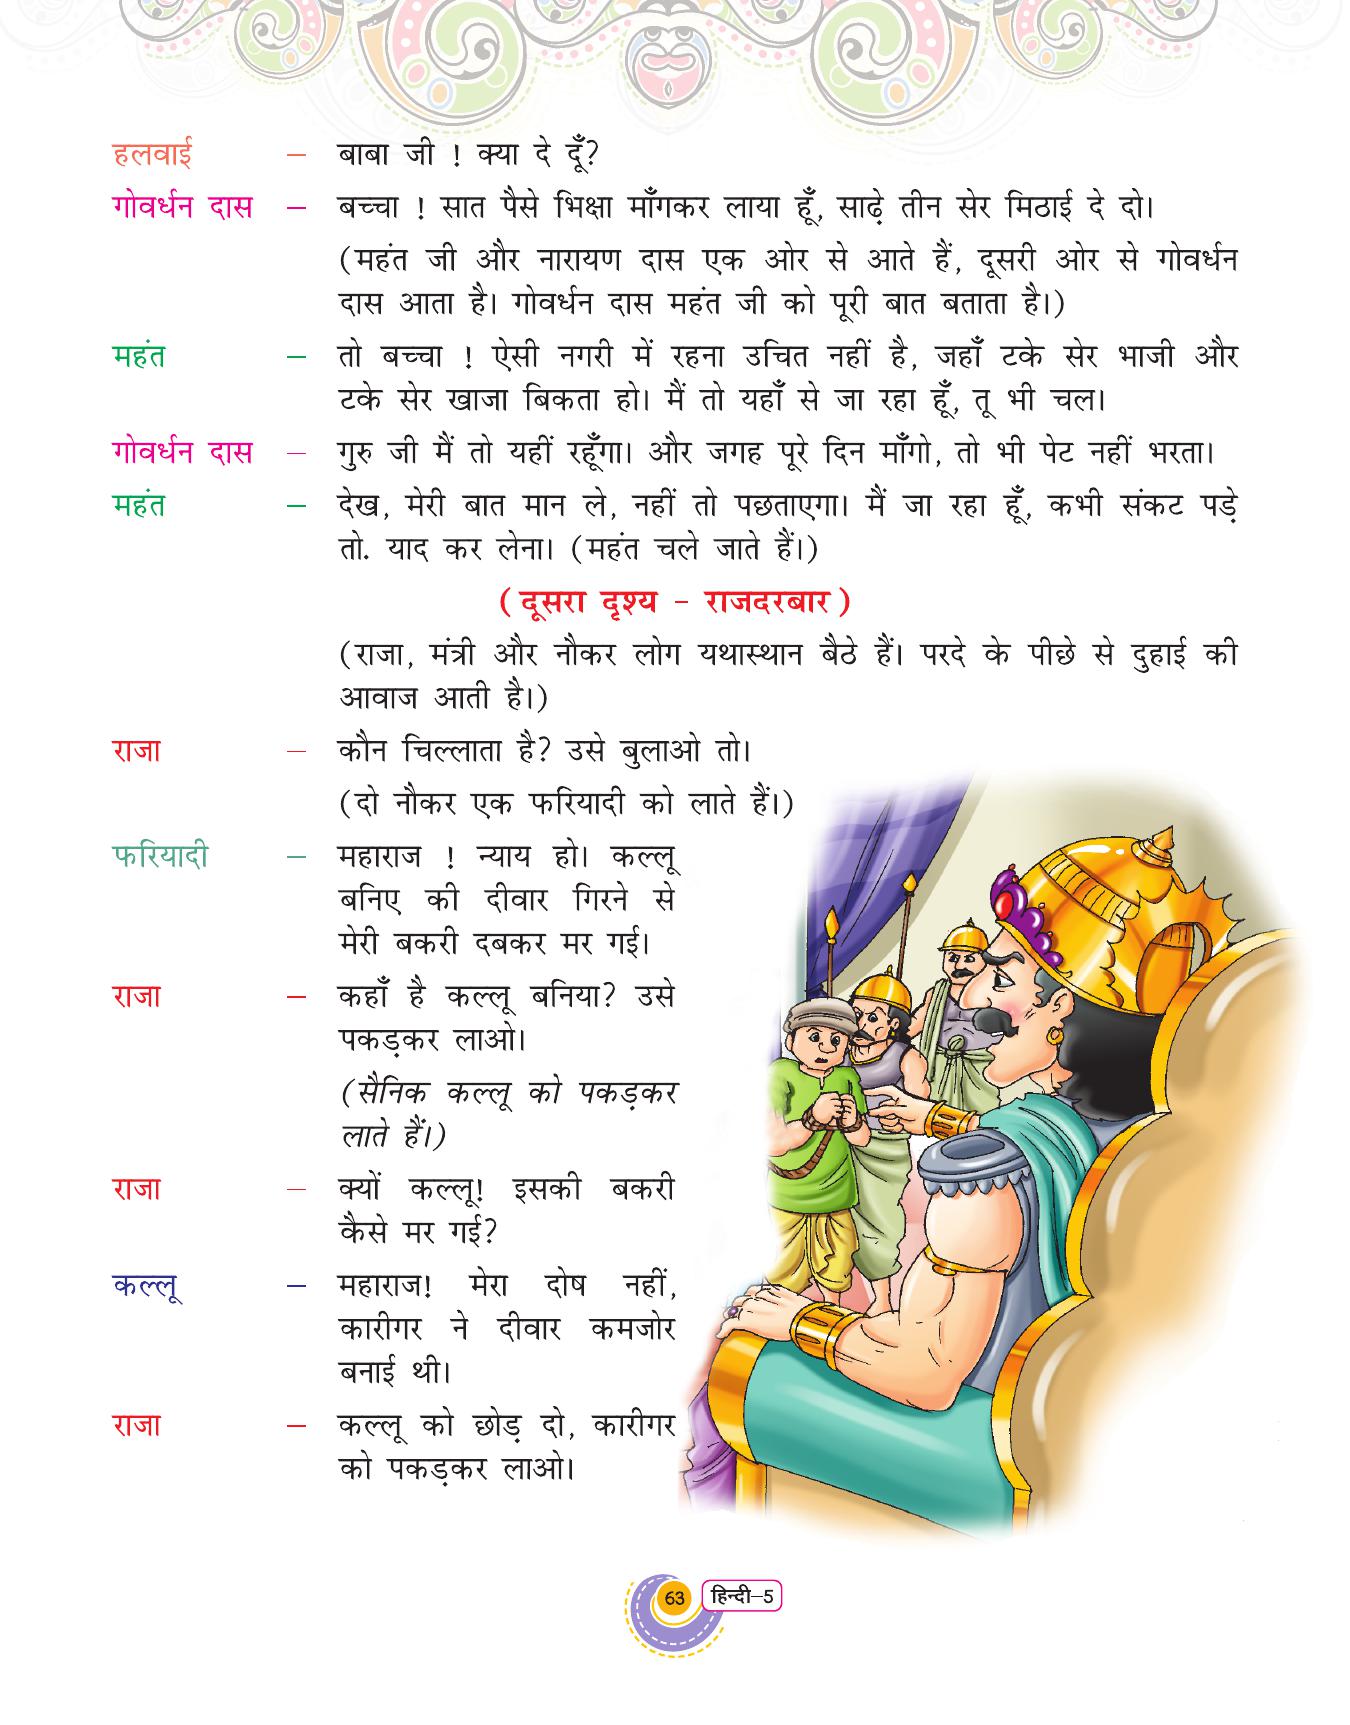 हलवाई – बाबा जी ! क्या दे दूँ?
गोवर्धन दास – बच्चा ! सात पैसे भिक्षा माँगकर लाया हूँ, साढ़े तीन सेर मिठाई दे दो।
(महंत जी और नारायण दास एक ओर से आते हैं, दूसरी ओर से गोवर्धन
दास आता है। गोवर्धन दास महंत जी को पूरी बात बताता है।)
महंत – तो बच्चा ! ऐसी नगरी में रहना उचित नहीं है, जहाँ टके सेर भाजी और
टके सेर खाजा बिकता हो। मैं तो यहाँ से जा रहा हूँ, तू भी चल।
गोवर्धन दास – गुरु जी मैं तो यहीं रहूँगा। और जगह पूरे दिन माँगो, तो भी पेट नहीं भरता।
महंत – देख, मेरी बात मान ले, नहीं तो पछताएगा। मैं जा रहा हूँ, कभी संकट पड़े
तो. याद कर लेना। (महंत चले जाते हैं।)
(दूसरा दृश्य – राजदरबार)
(राजा, मंत्री और नौकर लोग यथास्थान बैठे हैं। परदे के पीछे से दुहाई की
आवाज आती है।)
राजा – कौन चिल्लाता है? उसे बुलाओ तो।
(दो नौकर एक फरियादी को लाते हैं।)
फरियादी – महाराज ! न्याय हो। कल्लू
बनिए की दीवार गिरने से
मेरी बकरी दबकर मर गई।
राजा – कहाँ है कल्लू बनिया? उसे
पकड़कर लाओ।
(सैनिक कल्लू को पकड़कर
लाते हैं।)
राजा – क्यों कल्लू! इसकी बकरी
कैसे मर गई?
कल्लू – महाराज! मेरा दोष नहीं,
कारीगर ने दीवार कमजोर
बनाई थी।
राजा – कल्लू को छोड़ दो, कारीगर
को पकड़कर लाओ।
63 हिन्दी–5